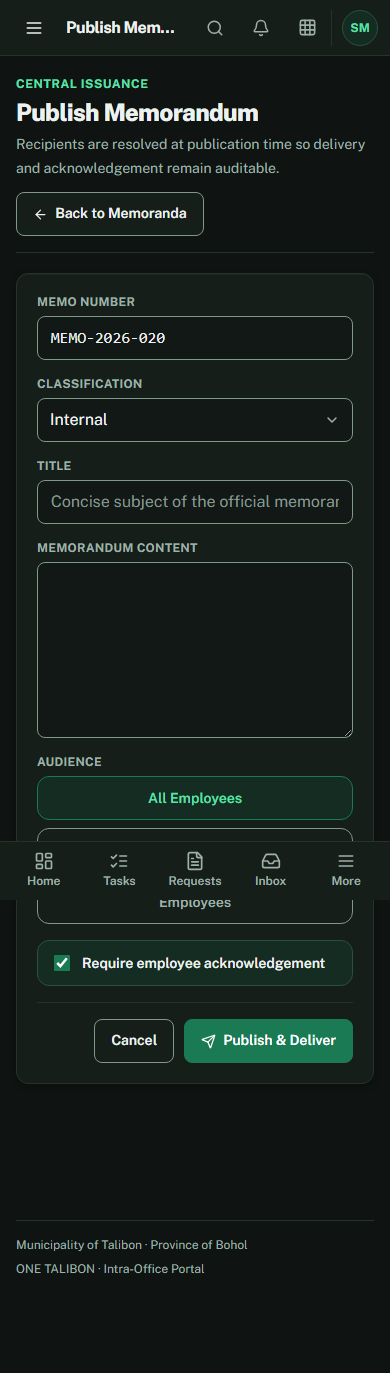 Publish Mem...
SM
CENTRAL ISSUANCE
Publish Memorandum
Recipients are resolved at publication time so delivery
and acknowledgement remain auditable.
Back to Memoranda
MEMO NUMBER
MEMO-2026-020
CLASSIFICATION
Internal
TITLE
Concise subject of the official memorar
MEMORANDUM CONTENT
AUDIENCE
All Employees
Home
Tasks
Requests
Inbox
More
Employees
Require employee acknowledgement
Cancel
Publish & Deliver
Municipality of Talibon · Province of Bohol
ONE TALIBON · Intra-Office Portal